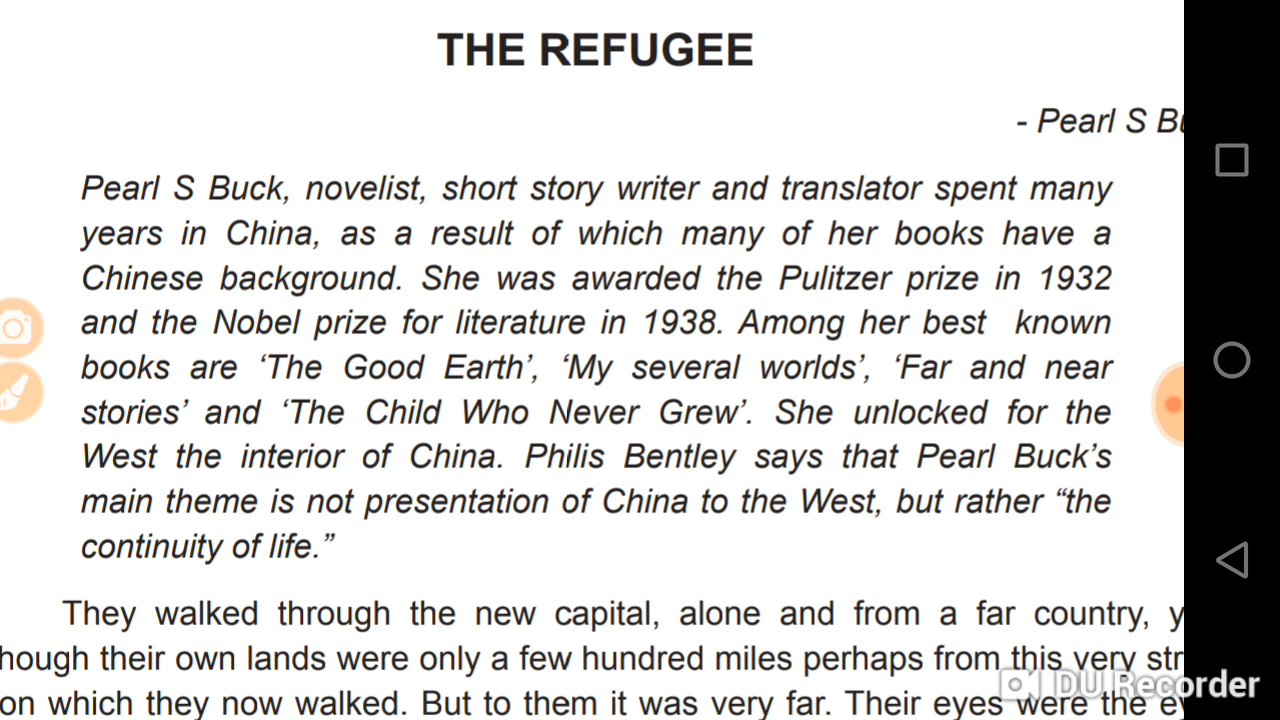 THE REFUGEE
- Pearl S
Pearl S Buck, novelist, short story writer and translator spent many
years in China, as a result of which many of her books have a
Chinese background. She was awarded the Pulitzer prize in 1932
and the Nobel prize for literature in 1938. Among her best known
books are ‘The Good Earth’, ‘My several worlds’, ‘Far and near
stories’ and ‘The Child Who Never Grew’. She unlocked for the
West the interior of China. Philis Bentley says that Pearl Buck’s
main theme is not presentation of China to the West, but rather “the
continuity of life.”
They walked through the new capital, alone and from a far country,
hough their own lands were only a few hundred miles perhaps from this very str
on which they now walked. But to them it was very far. Their eyes were the
DU Recorder